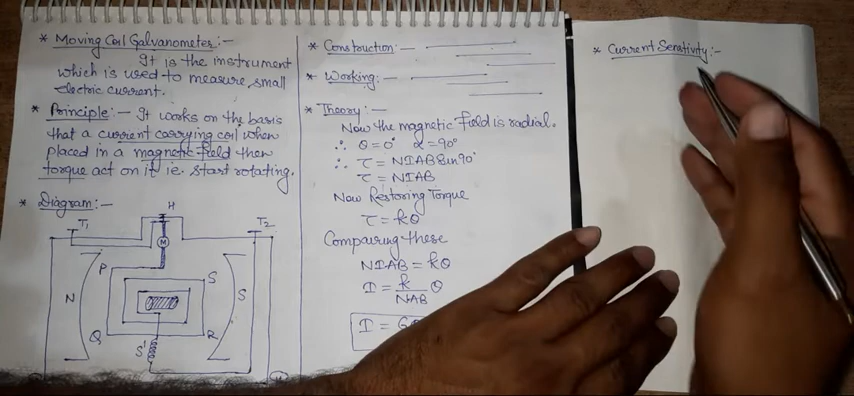 * Moving Coil Galvanometer:-
It is the instrument
which is used to measure small
electric current.
* Principle:- It works on the basis
that a current carrying coil when
placed in a magnetic field then
torque act on it i.e. start rotating.
* Diagram:-
H
T1
T2
M
P
S
N
S
Q
R
S'
* Construction:-
* Working:-
* Theory:-
Now the magnetic field is radial.
∴ θ = 0° α = 90°
∴ τ = NIAB Sin90°
τ = NIAB
Now Restoring Torque
τ = kθ
Comparing these
NIAB = kθ
I = k/NAB θ
I = G
* Current Senstivity:-